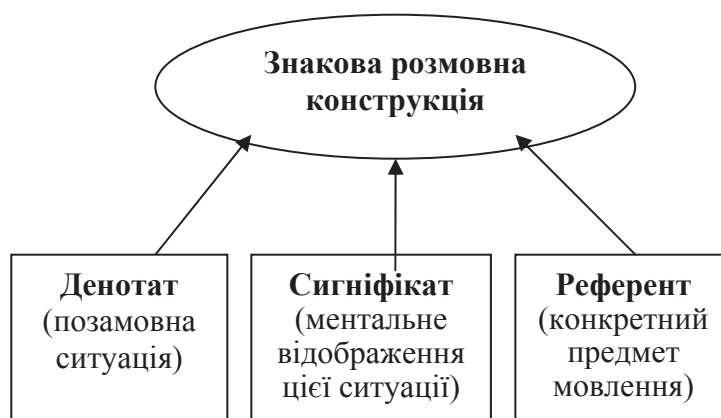 Знакова розмовна
конструкція
Денотат
(позамовна
ситуація)
Сигніфікат
(ментальне
відображення
цієї ситуації)
Референт
(конкретний
предмет
мовлення)